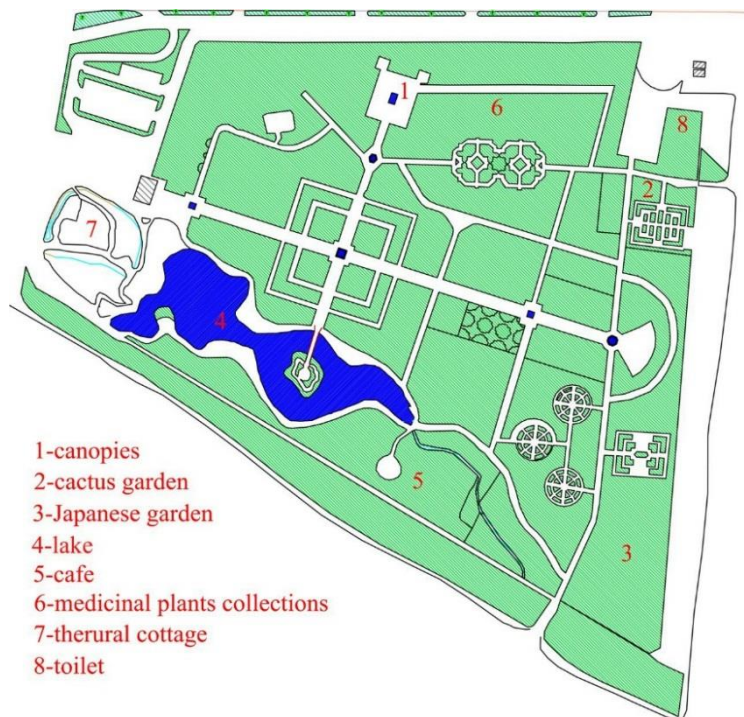 1
6
8
2
7
4
5
3
1-canopies
2-cactus garden
3-Japanese garden
4-lake
5-cafe
6-medicinal plants collections
7-therural cottage
8-toilet